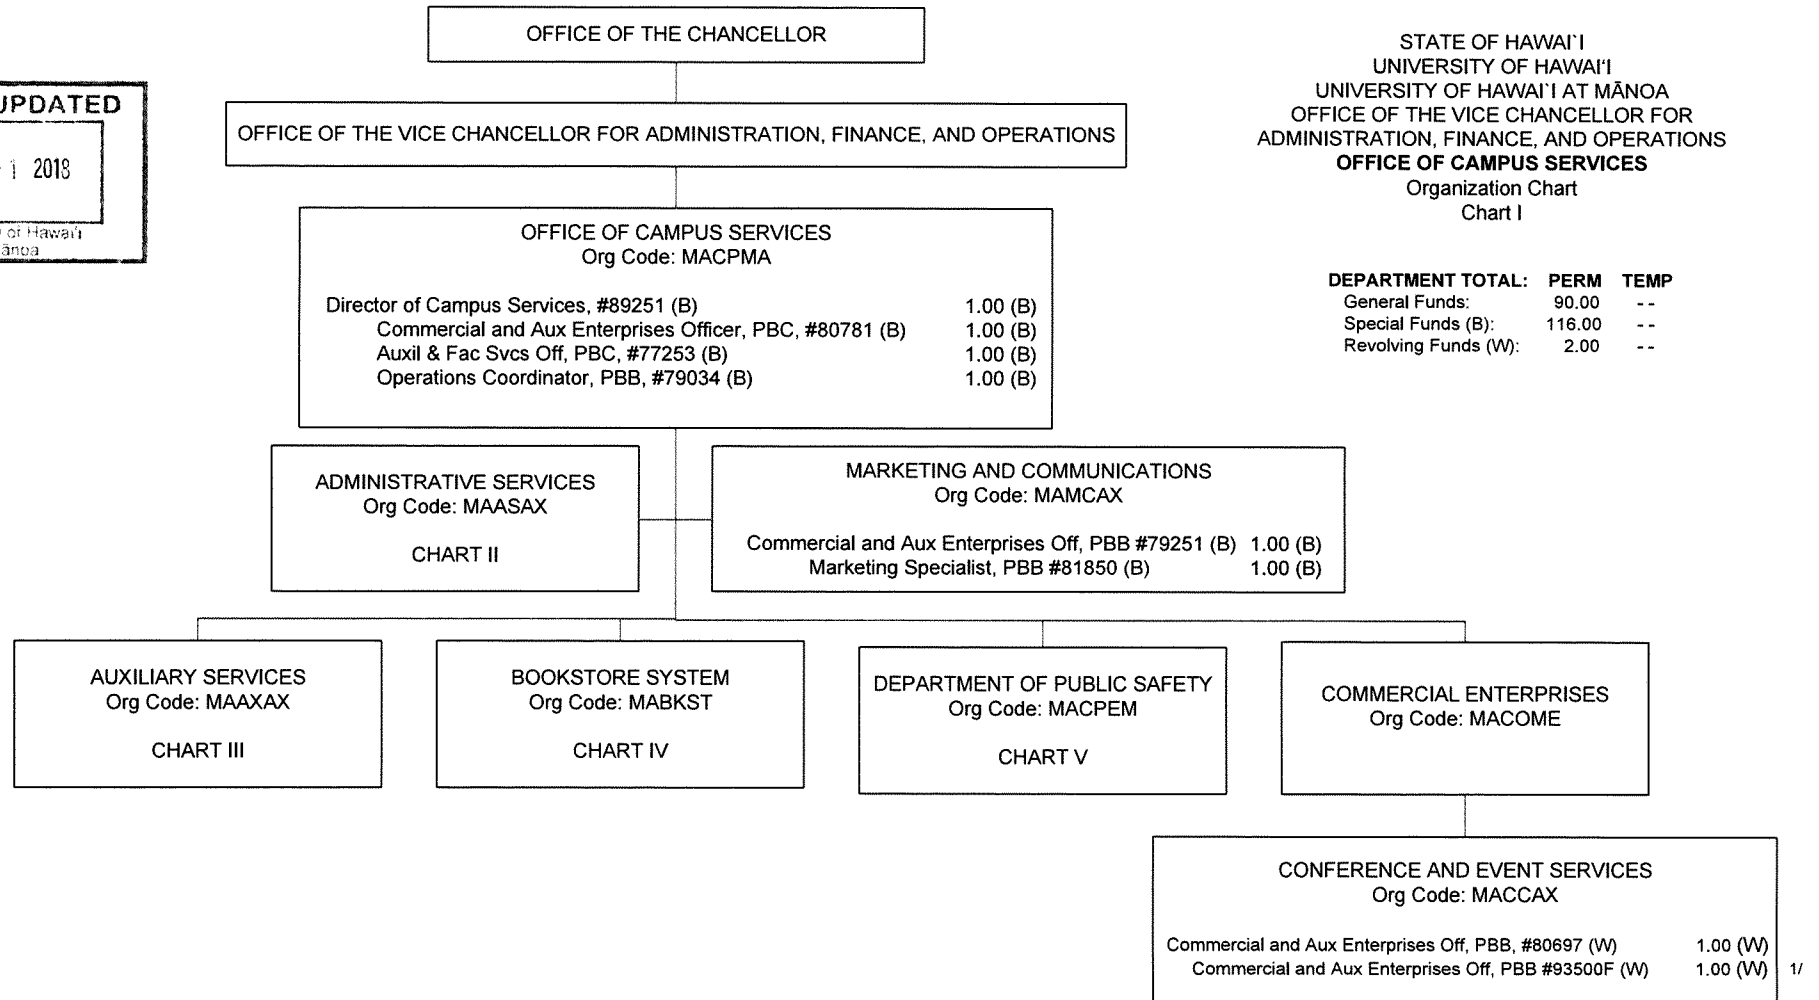 OFFICE OF THE CHANCELLOR
UPDATED
1 2018
of Hawai'i
OFFICE OF THE VICE CHANCELLOR FOR ADMINISTRATION, FINANCE, AND OPERATIONS
STATE OF HAWAI`I
UNIVERSITY OF HAWAI'I
UNIVERSITY OF HAWAI`I AT MĀNOA
OFFICE OF THE VICE CHANCELLOR FOR
ADMINISTRATION, FINANCE, AND OPERATIONS
OFFICE OF CAMPUS SERVICES
Organization Chart
Chart I
DEPARTMENT TOTAL: PERM TEMP
General Funds: 90.00 - -
Special Funds (B): 116.00 - -
Revolving Funds (W): 2.00 - -
OFFICE OF CAMPUS SERVICES
Org Code: MACPMA
Director of Campus Services, #89251 (B) 1.00 (B)
Commercial and Aux Enterprises Officer, PBC, #80781 (B) 1.00 (B)
Auxil & Fac Svcs Off, PBC, #77253 (B) 1.00 (B)
Operations Coordinator, PBB, #79034 (B) 1.00 (B)
ADMINISTRATIVE SERVICES
Org Code: MAASAX
CHART II
MARKETING AND COMMUNICATIONS
Org Code: MAMCAX
Commercial and Aux Enterprises Off, PBB #79251 (B) 1.00 (B)
Marketing Specialist, PBB #81850 (B) 1.00 (B)
AUXILIARY SERVICES
Org Code: MAAXAX
CHART III
BOOKSTORE SYSTEM
Org Code: MABKST
CHART IV
DEPARTMENT OF PUBLIC SAFETY
Org Code: MACPEM
CHART V
COMMERCIAL ENTERPRISES
Org Code: MACOME
CONFERENCE AND EVENT SERVICES
Org Code: MACCAX
Commercial and Aux Enterprises Off, PBB, #80697 (W) 1.00 (W)
Commercial and Aux Enterprises Off, PBB #93500F (W) 1.00 (W) 1/